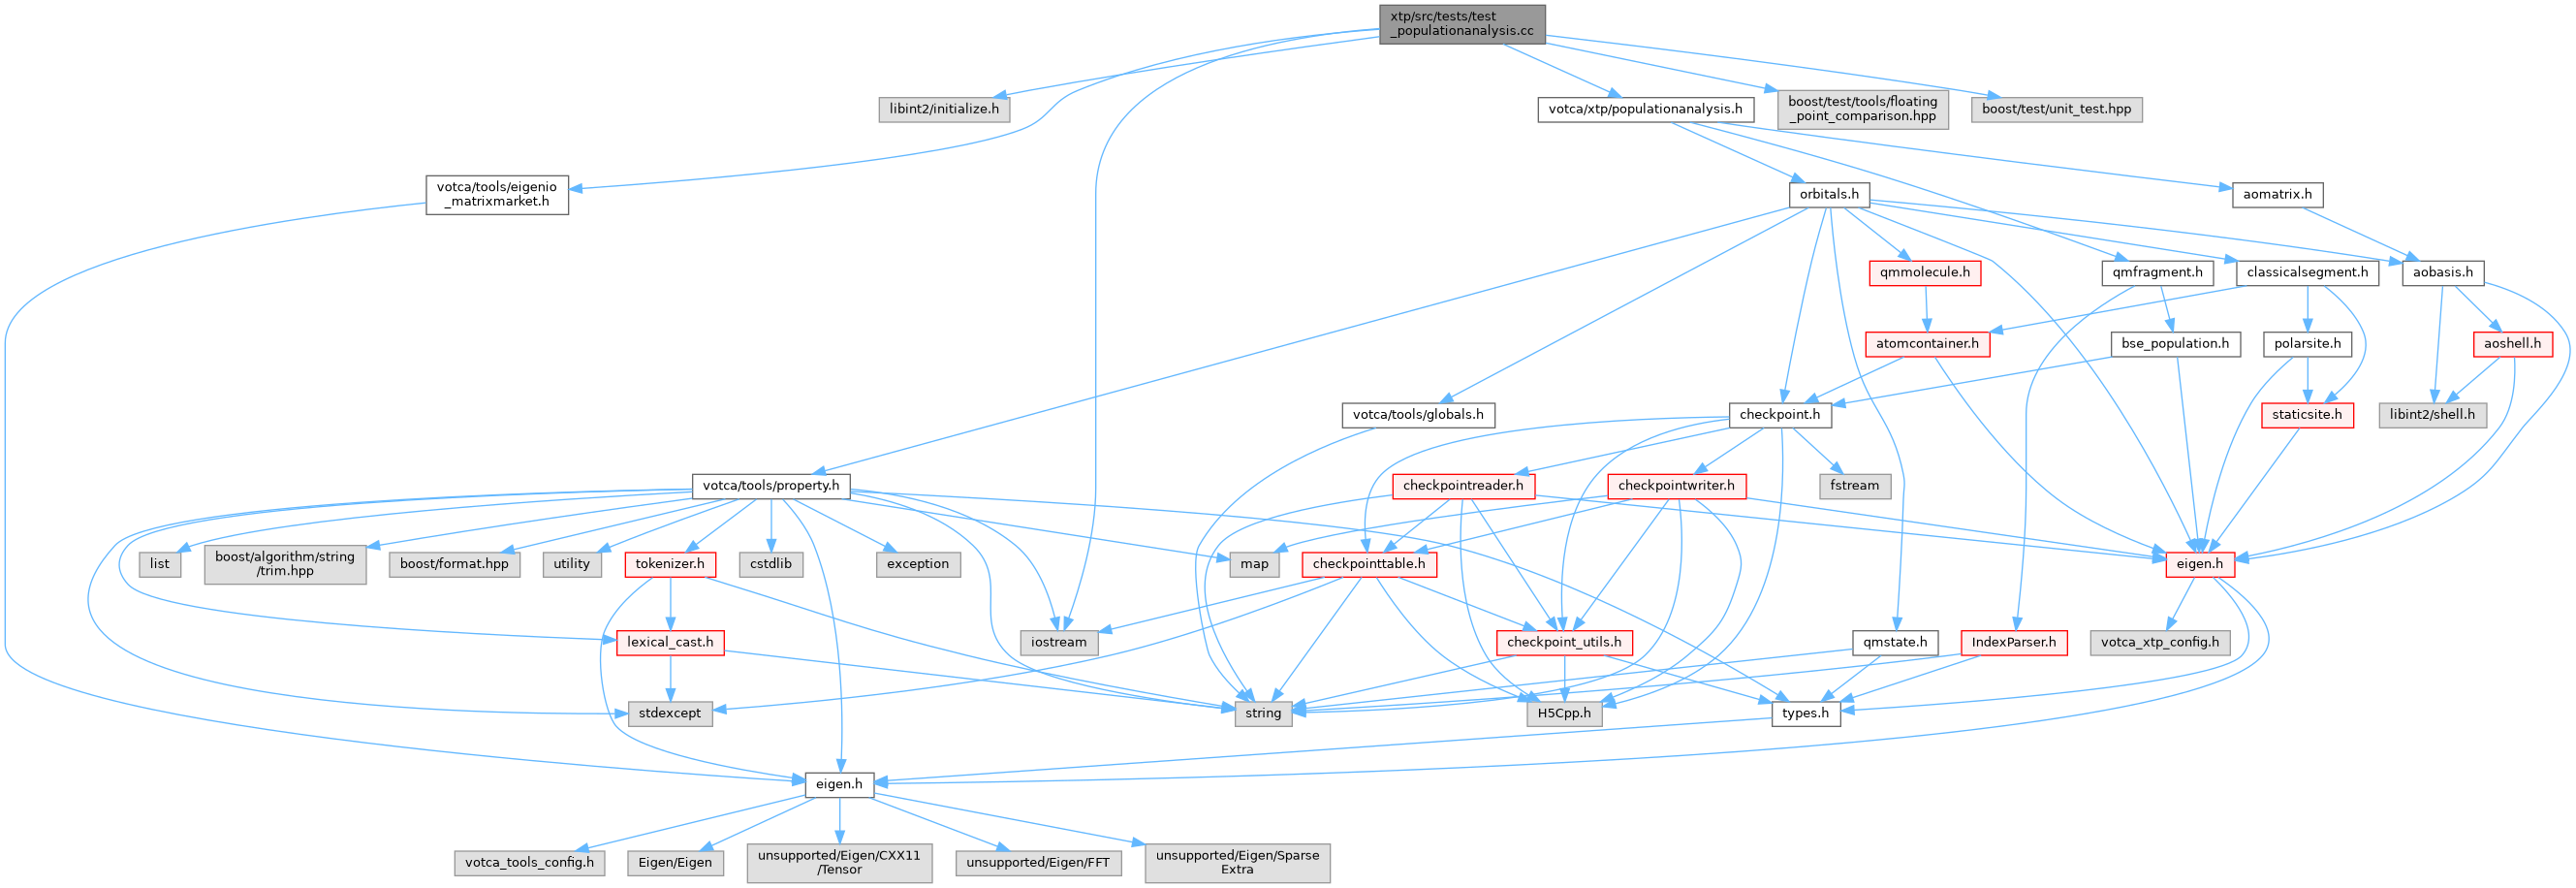 xtp/src/tests/test
_populationanalysis.cc
libint2/initialize.h
votca/xtp/populationanalysis.h
boost/test/tools/floating
_point_comparison.hpp
boost/test/unit_test.hpp
votca/tools/eigenio
_matrixmarket.h
orbitals.h
aomatrix.h
qmmolecule.h
qmfragment.h
classicalsegment.h
aobasis.h
atomcontainer.h
bse_population.h
polarsite.h
aoshell.h
votca/tools/globals.h
checkpoint.h
staticsite.h
libint2/shell.h
votca/tools/property.h
checkpointreader.h
checkpointwriter.h
fstream
list
boost/algorithm/string
/trim.hpp
boost/format.hpp
utility
tokenizer.h
cstdlib
exception
map
checkpointtable.h
eigen.h
lexical_cast.h
iostream
checkpoint_utils.h
qmstate.h
IndexParser.h
votca_xtp_config.h
stdexcept
string
H5Cpp.h
types.h
eigen.h
votca_tools_config.h
Eigen/Eigen
unsupported/Eigen/CXX11
/Tensor
unsupported/Eigen/FFT
unsupported/Eigen/Sparse
Extra